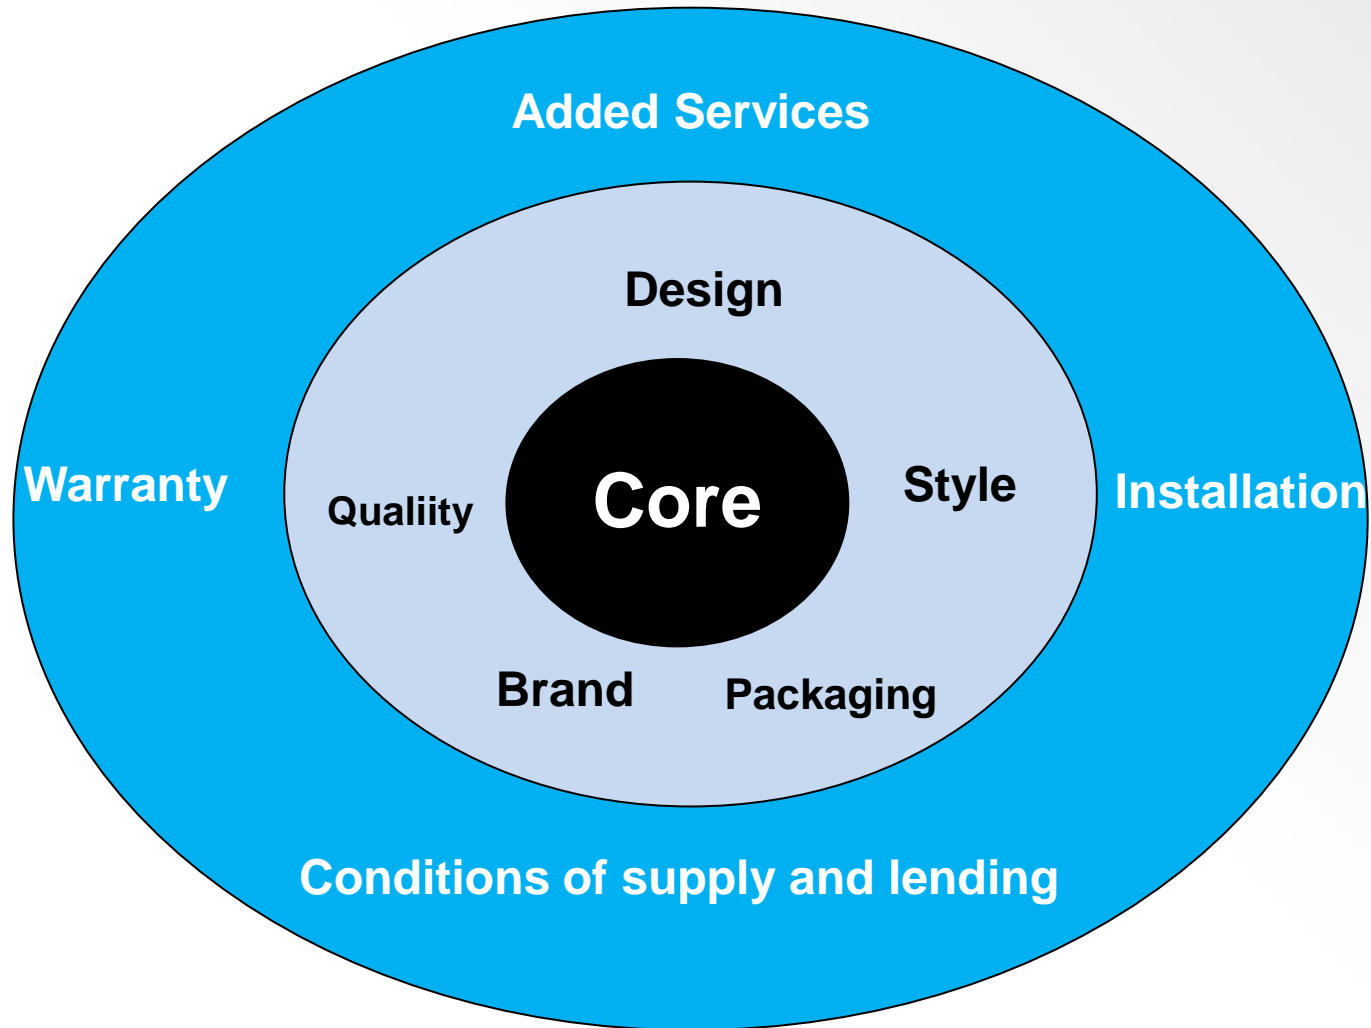 Added Services
Design
Warranty
Qualiity
Core
Style
Installation
Brand
Packaging
Conditions of supply and lending